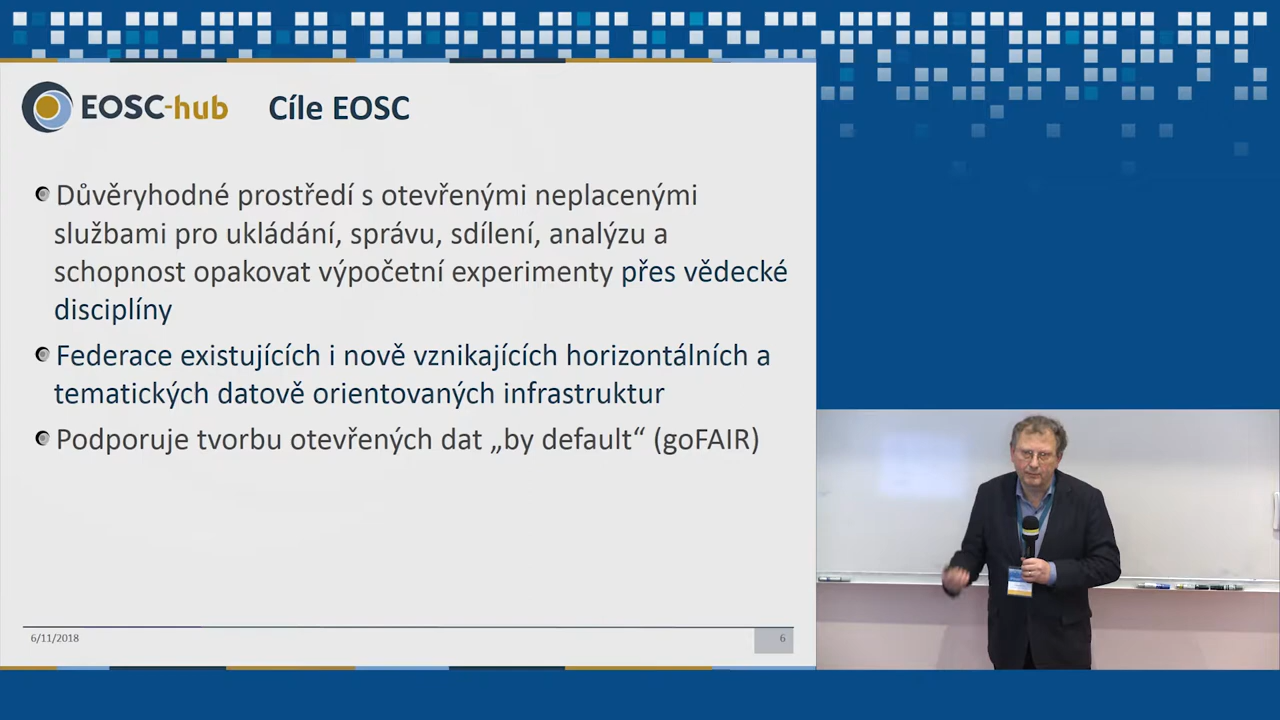 EOSC-hub
Cíle EOSC
Důvěryhodné prostředí s otevřenými neplacenými
službami pro ukládání, správu, sdílení, analýzu a
schopnost opakovat výpočetní experimenty přes vědecké
disciplíny
Federace existujících i nově vznikajících horizontálních a
tematických datově orientovaných infrastruktur
Podporuje tvorbu otevřených dat „by default“ (goFAIR)
6/11/2018
6